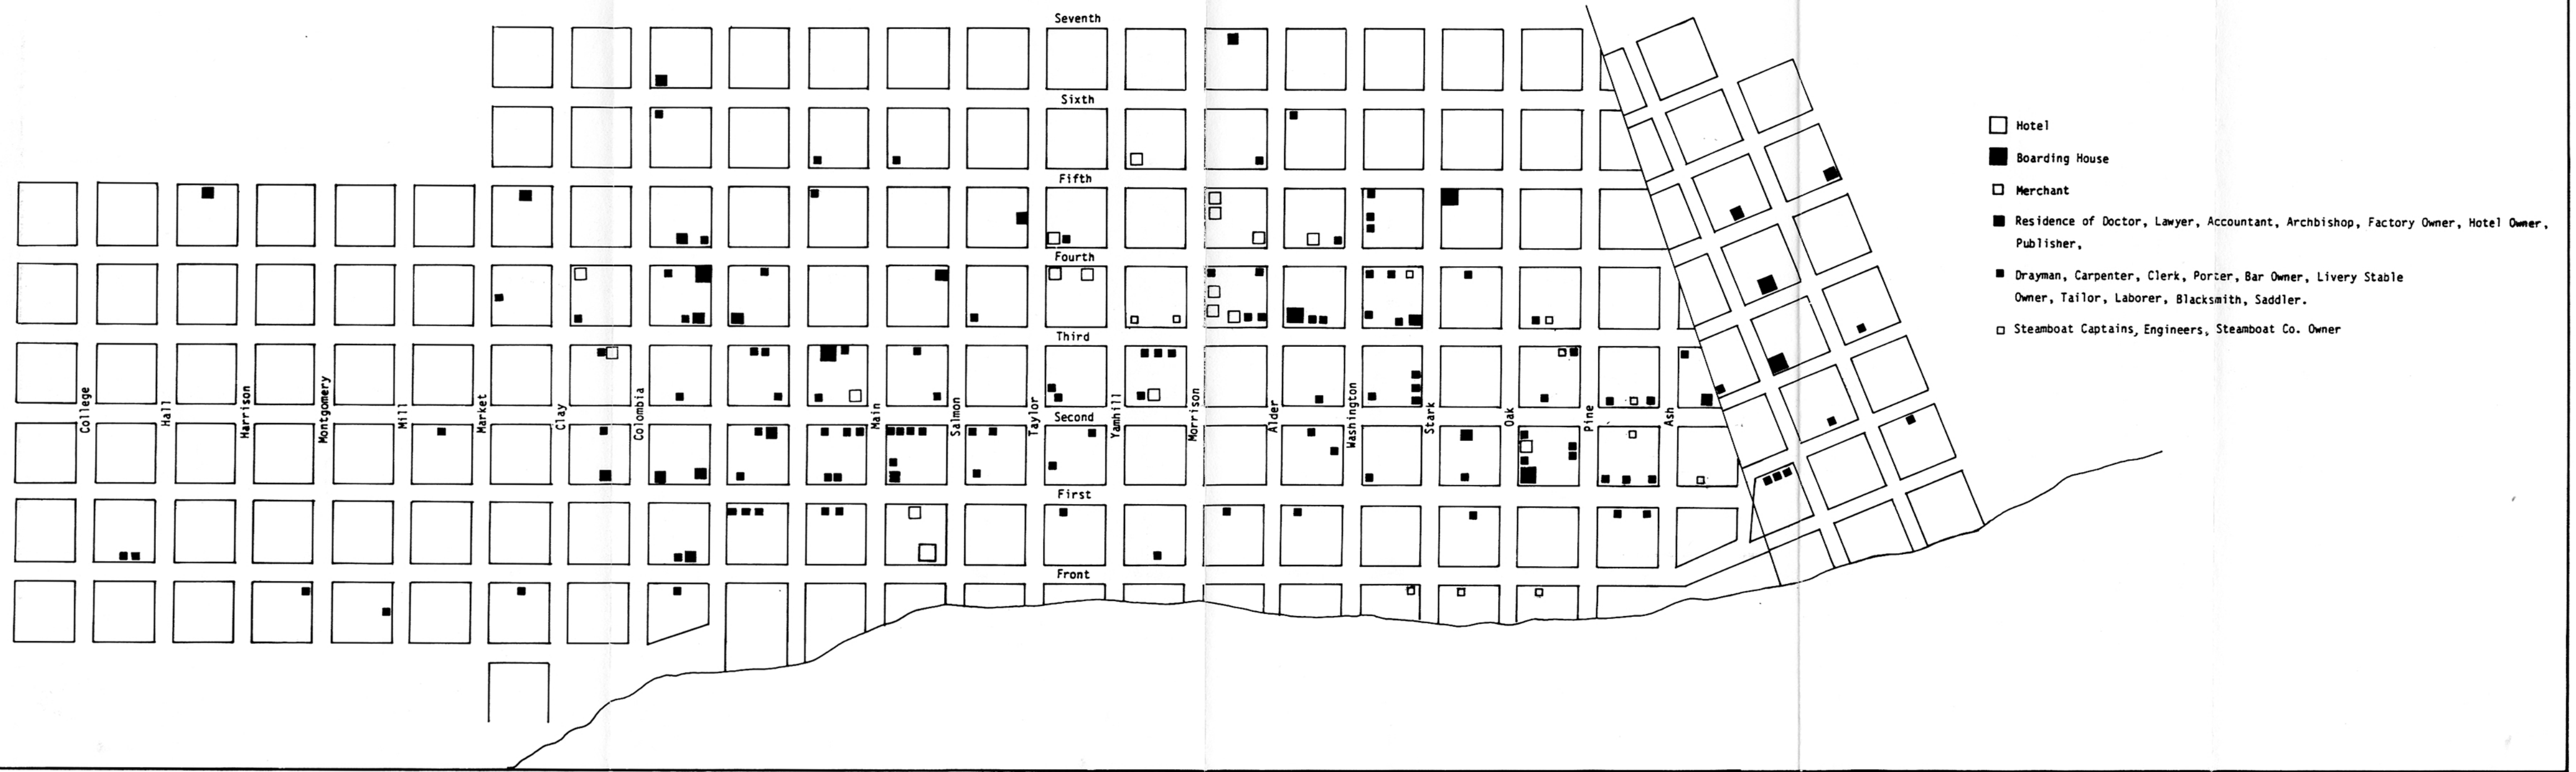 Seventh
Sixth
Fifth
Fourth
Third
Second
First
Front
College
Hall
Harrison
Montgomery
Mill
Market
Clay
Colombia
Main
Salmon
Taylor
Yamhill
Morrison
Alder
Washington
Stark
Oak
Pine
Ash
Hotel
Boarding House
Merchant
Residence of Doctor, Lawyer, Accountant, Archbishop, Factory Owner, Hotel Owner,
Publisher,
Drayman, Carpenter, Clerk, Porter, Bar Owner, Livery Stable
Owner, Tailor, Laborer, Blacksmith, Saddler.
Steamboat Captains, Engineers, Steamboat Co. Owner